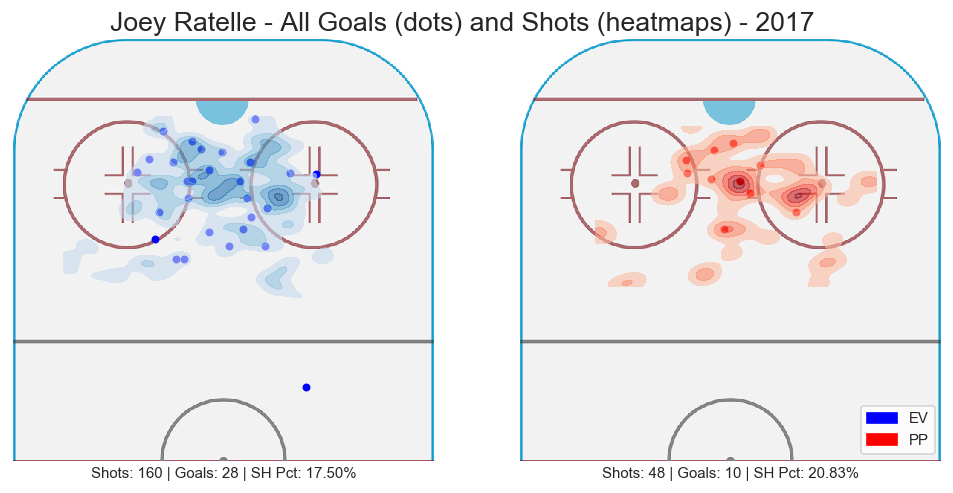 Joey Ratelle - All Goals (dots) and Shots (heatmaps) - 2017
EV
PP
Shots: 160 | Goals: 28 | SH Pct: 17.50%
Shots: 48 | Goals: 10 | SH Pct: 20.83%